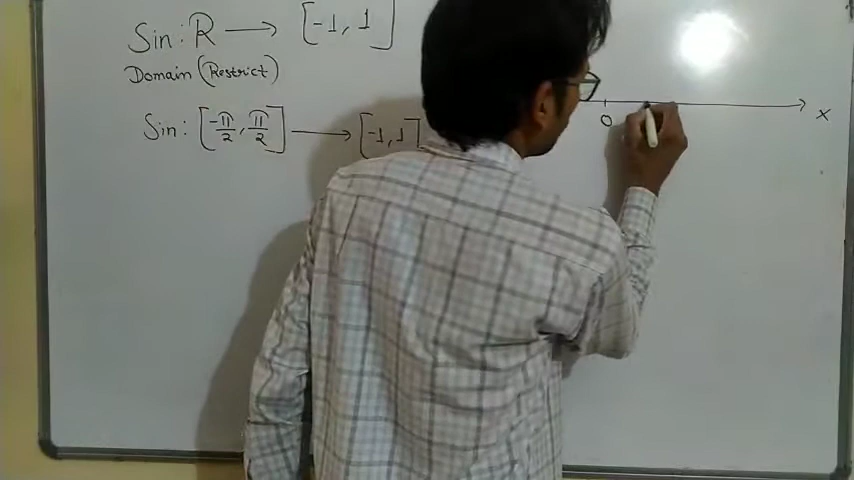 Sin : R ⟶ [-1, 1]
Domain (Restrict)
Sin : [-π/2, π/2] ⟶ [-1, 1]
0
x